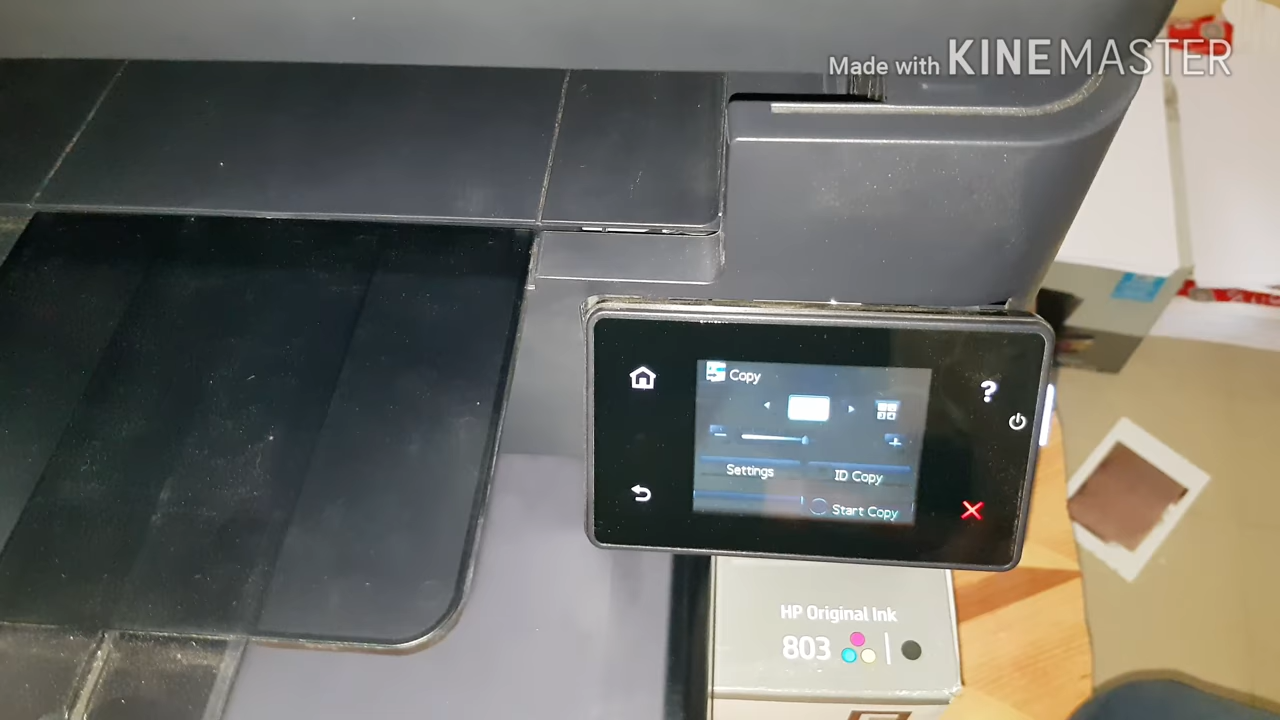 Made with KINEMASTER
Copy
Settings
ID Copy
Start Copy
?
HP Original Ink
803